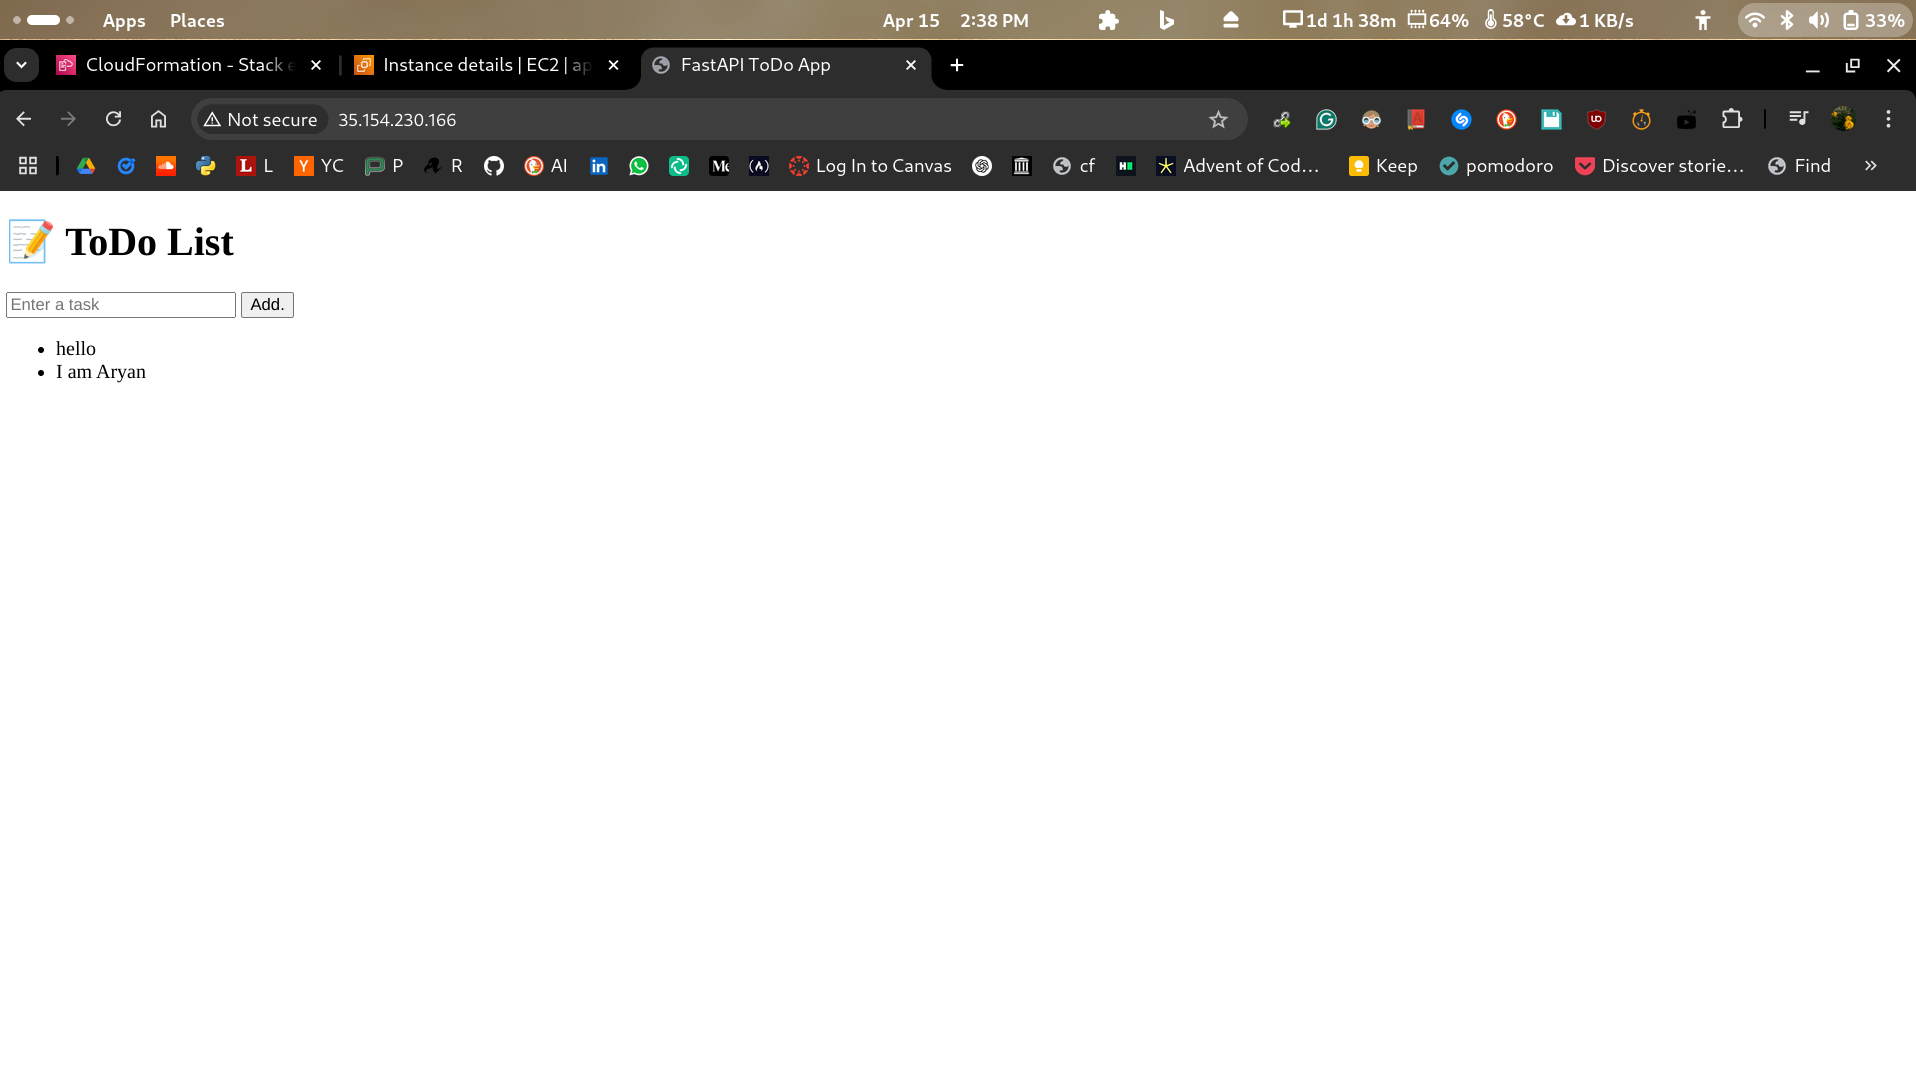 Apps Places Apr 15 2:38 PM 1d 1h 38m 64% 58°C 1 KB/s 33%
CloudFormation - Stack e Instance details | EC2 | ap FastAPI ToDo App
Not secure 35.154.230.166
L YC P R AI Log In to Canvas cf Advent of Cod... Keep pomodoro Discover storie... Find
ToDo List
Enter a task Add.
hello
I am Aryan